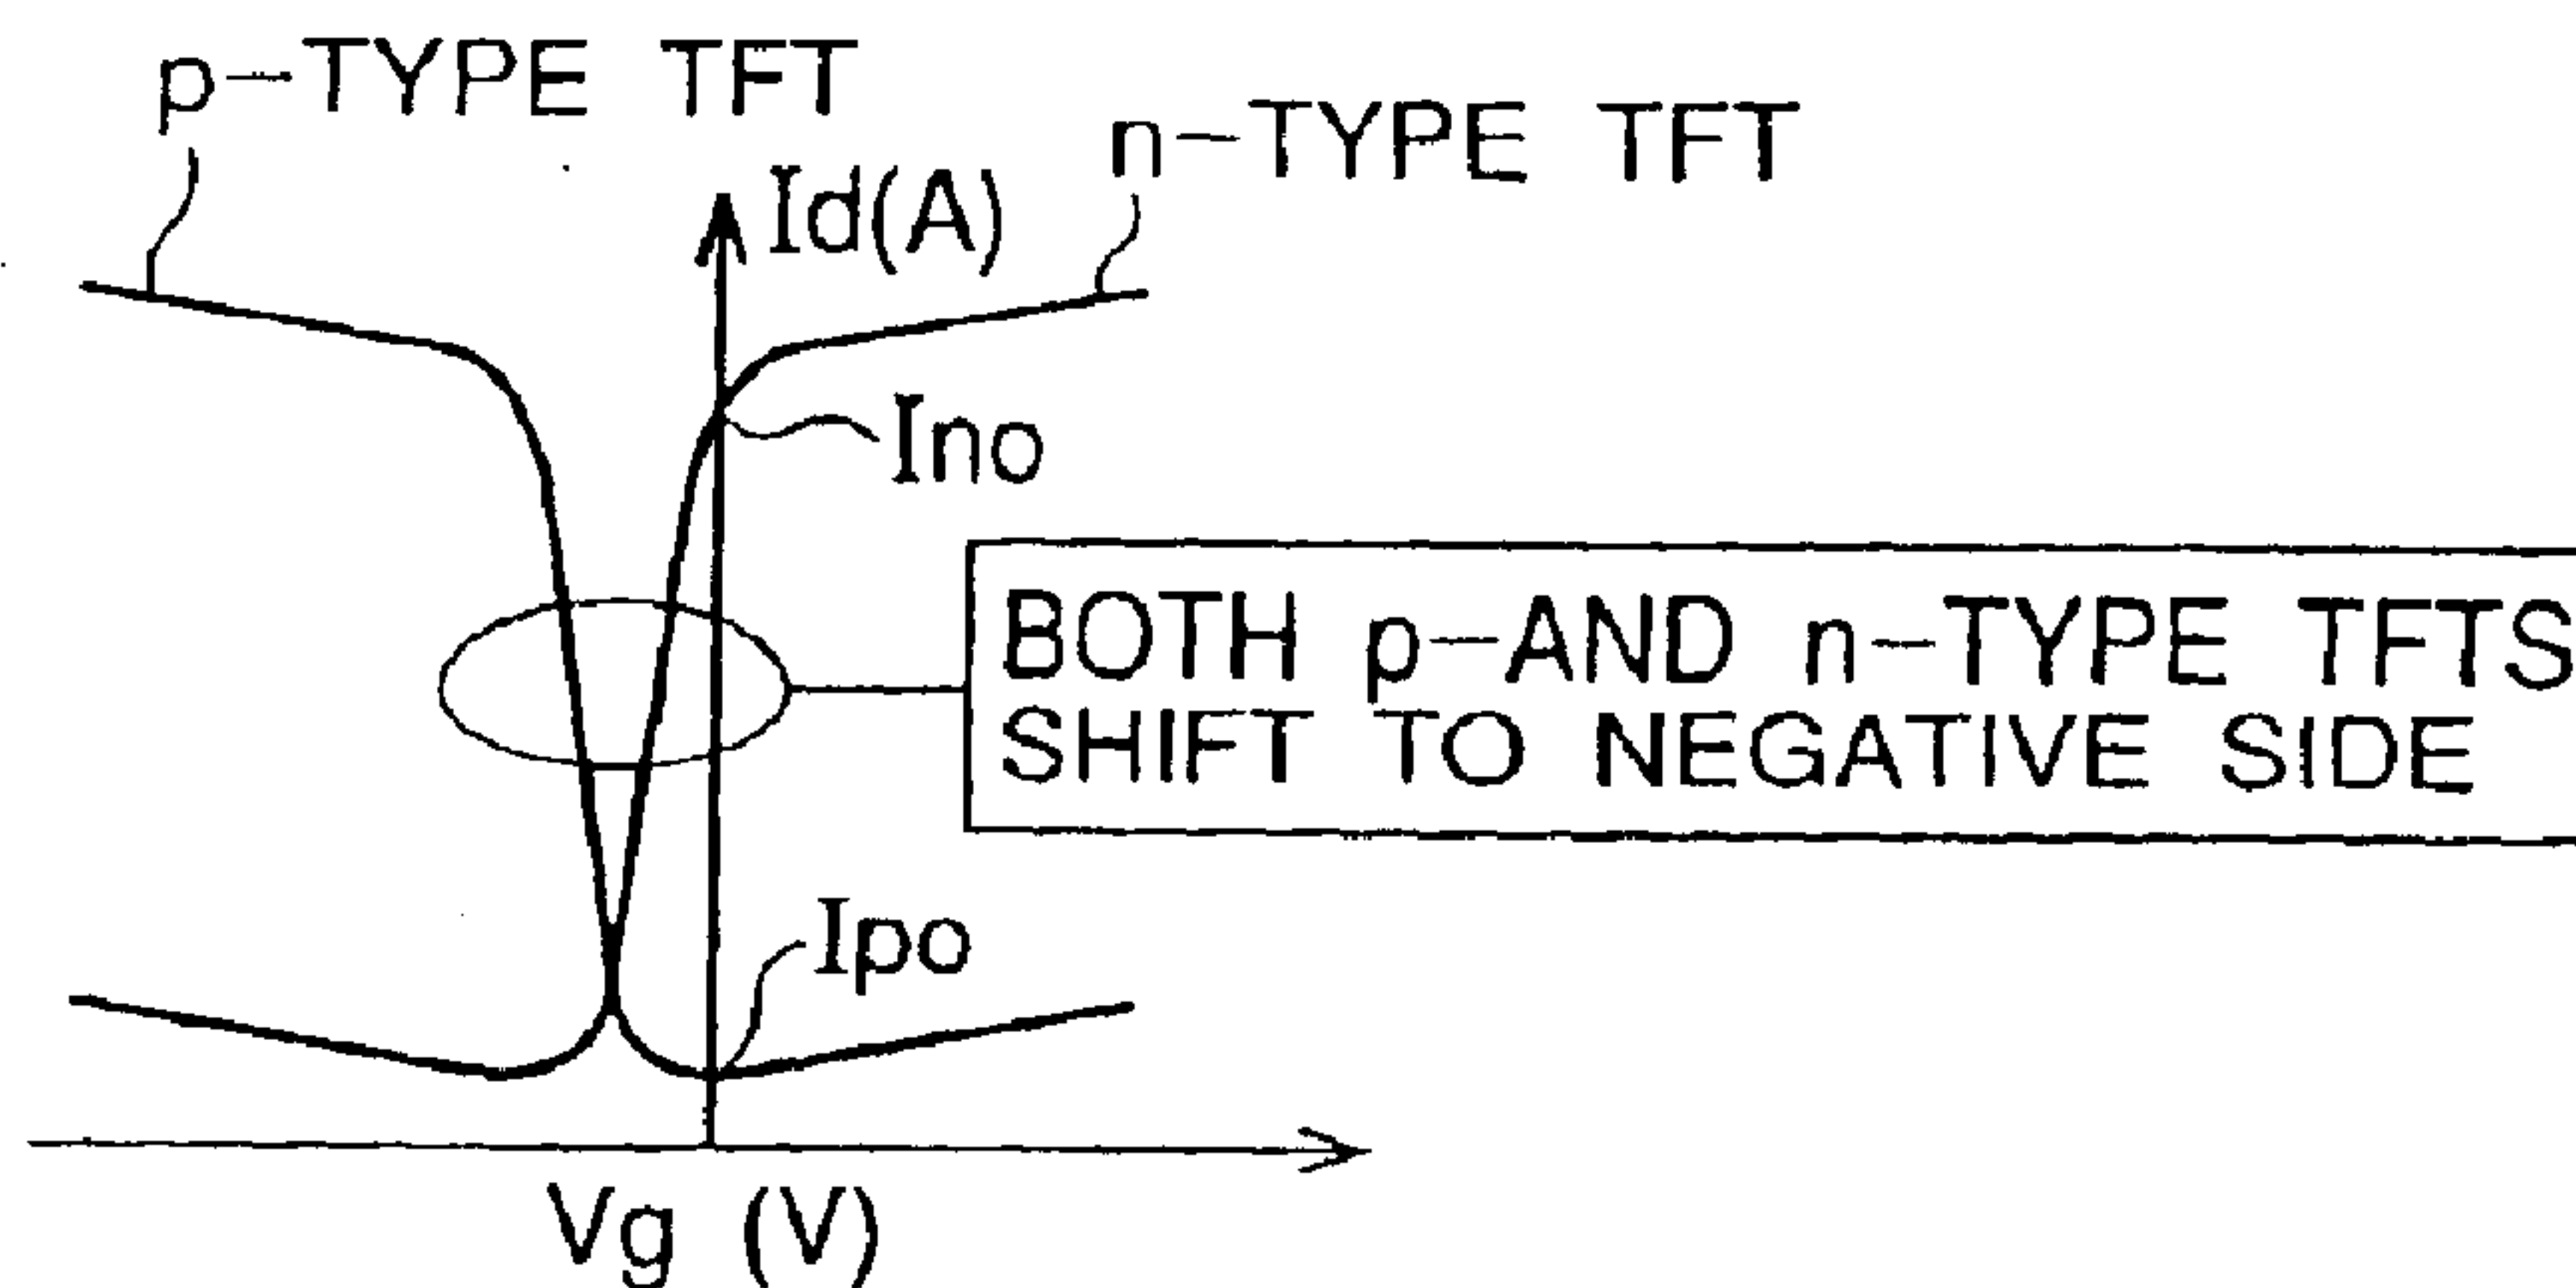 p-TYPE TFT
n-TYPE TFT
Id(A)
Ino
BOTH p-AND n-TYPE TFTS
SHIFT TO NEGATIVE SIDE
Ipo
Vg (V)